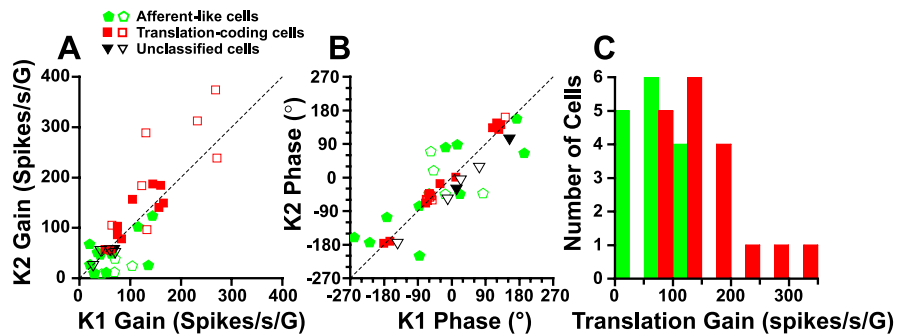 Afferent-like cells
Translation-coding cells
Unclassified cells
A
K2 Gain (Spikes/s/G)
400
300
200
100
0
0 100 200 300 400
K1 Gain (Spikes/s/G)
B
K2 Phase (°)
270
180
90
0
-90
-180
-270
-270 -180 -90 0 90 180 270
K1 Phase (°)
C
Number of Cells
6
5
4
3
2
1
0
0 100 200 300
Translation Gain (spikes/s/G)